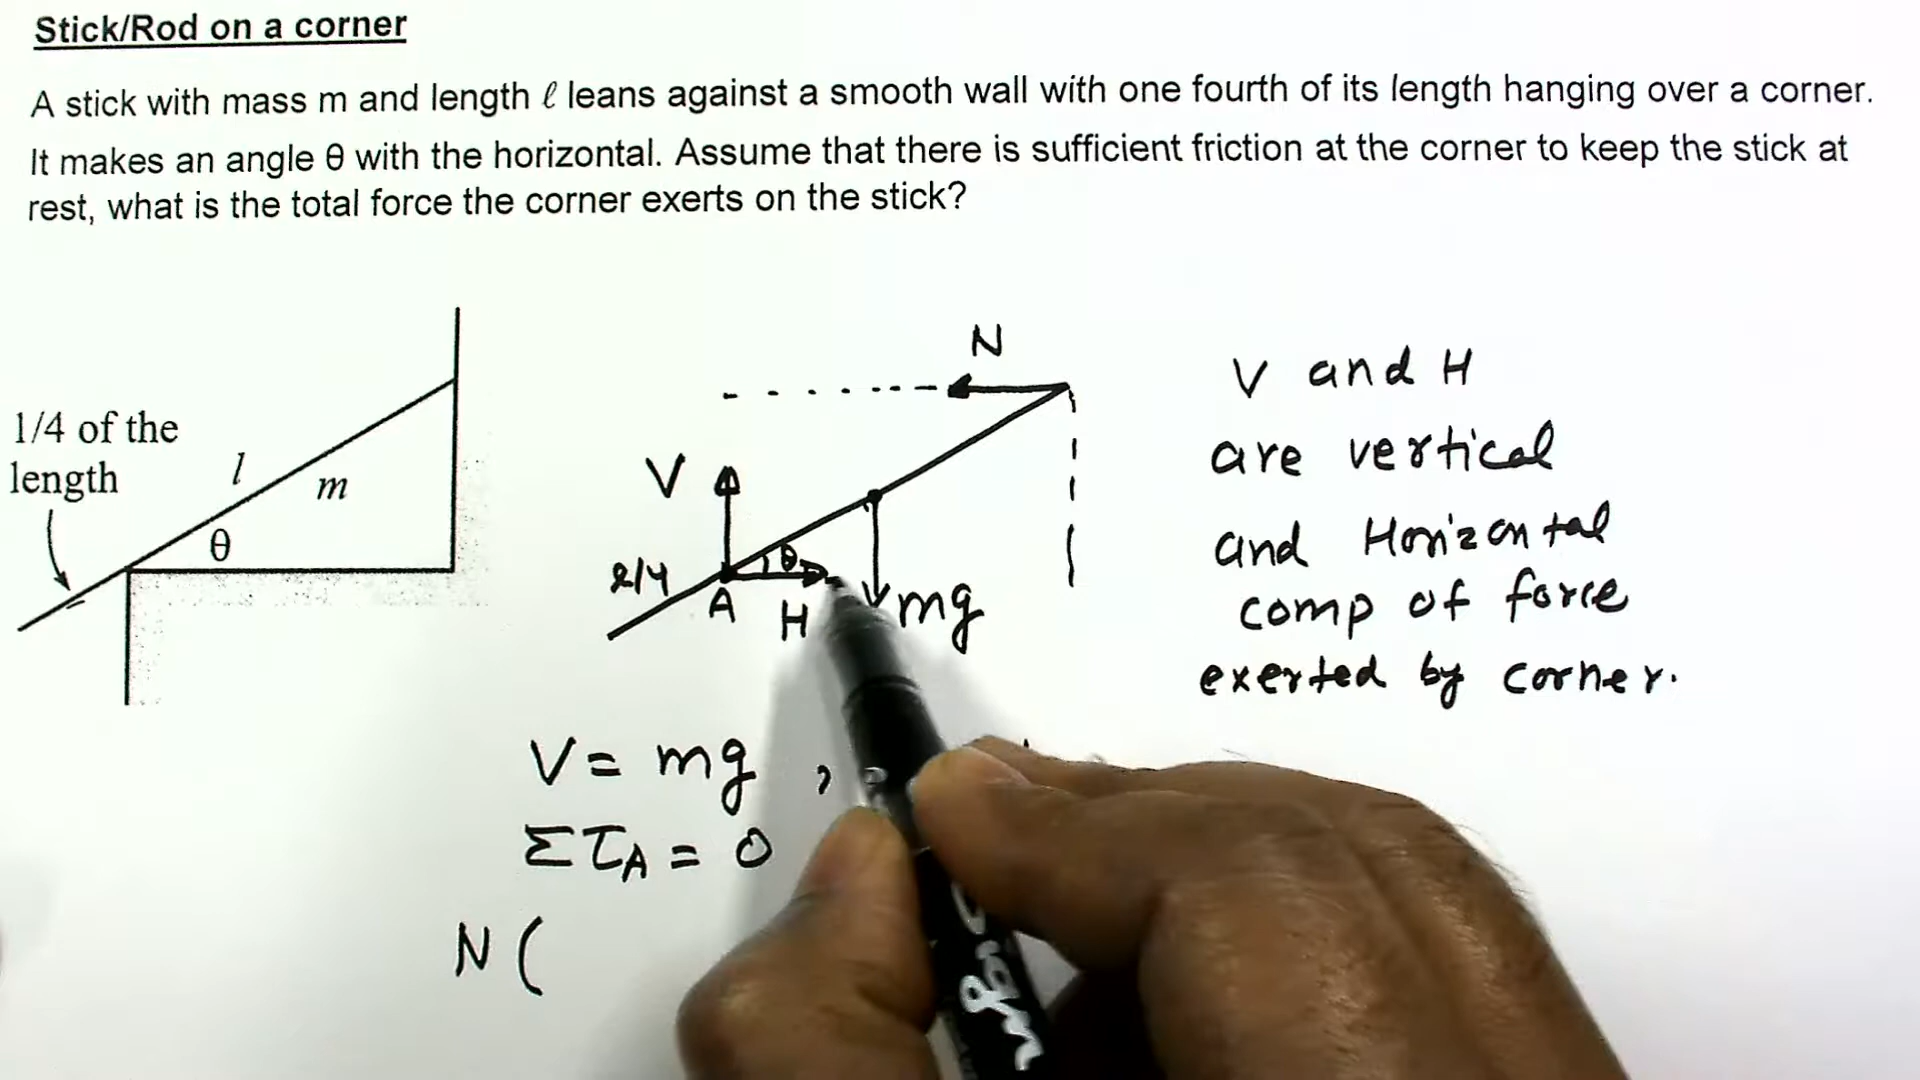 Stick/Rod on a corner
A stick with mass m and length ℓ leans against a smooth wall with one fourth of its length hanging over a corner.
It makes an angle θ with the horizontal. Assume that there is sufficient friction at the corner to keep the stick at
rest, what is the total force the corner exerts on the stick?
1/4 of the
length
l
m
θ
N
V
θ
ℓ/4
A
H
mg
V and H
are vertical
and Horizontal
comp of force
exerted by corner.
V = mg ,
ΣτA = 0
N (